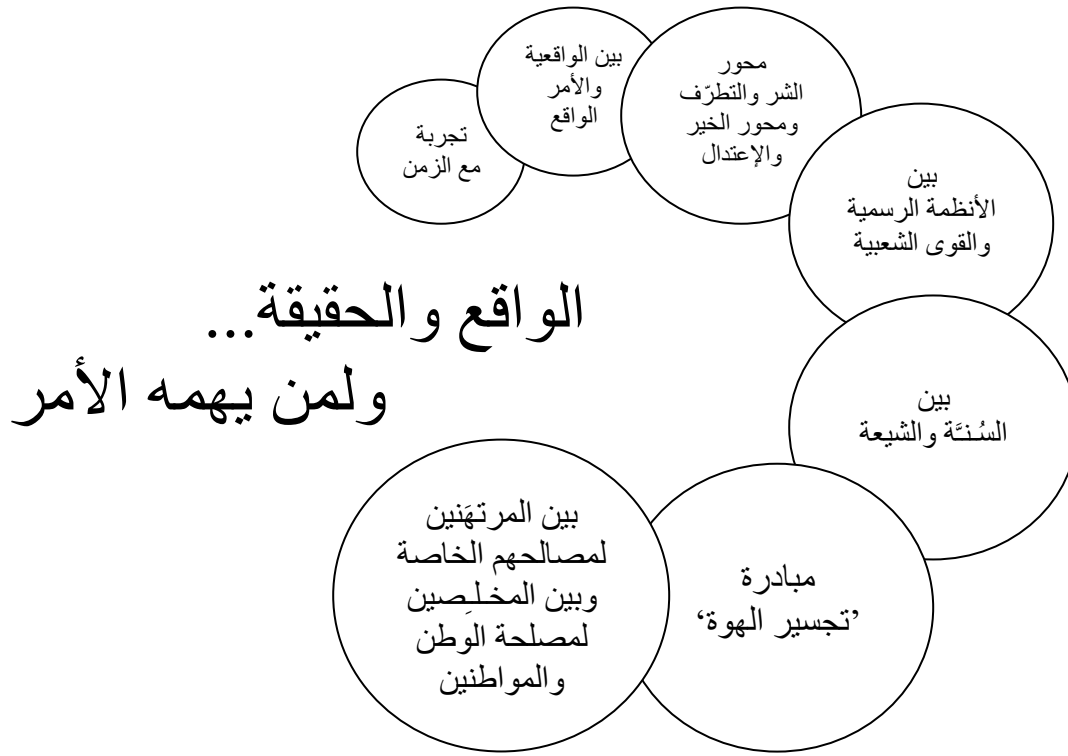 تجربة
مع الزمن
بين الواقعية
والأمر
الواقع
محور
الشر والتطرّف
ومحور الخير
والإعتدال
بين
الأنظمة الرسمية
والقوى الشعبية
بين
السُنـَّة والشيعة
مبادرة
’تجسير الهوة‘
بين المرتهَنين
لمصالحهم الخاصة
وبين المخلـِصين
لمصلحة الوطن
والمواطنين
الواقع والحقيقة...
ولمن يهمه الأمر